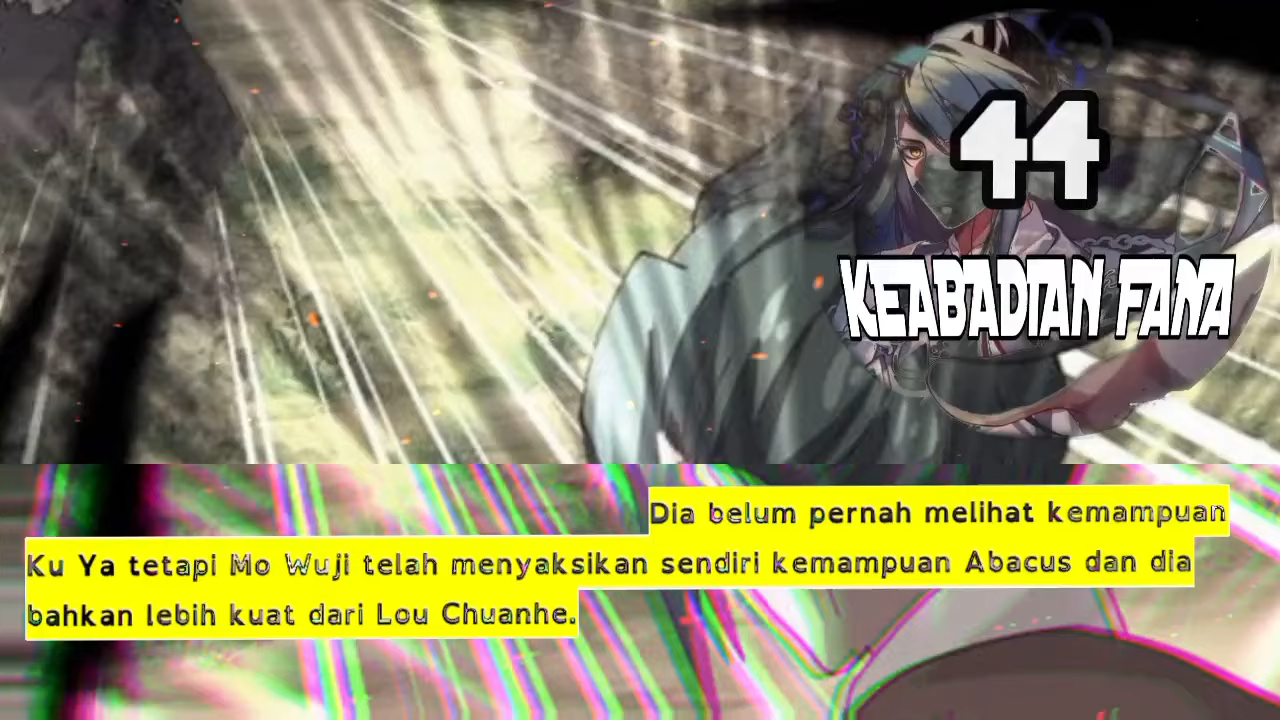 44
KEABADIAN FANA
Dia belum pernah melihat kemampuan
Ku Ya tetapi Mo Wuji telah menyaksikan sendiri kemampuan Abacus dan dia
bahkan lebih kuat dari Lou Chuanhe.